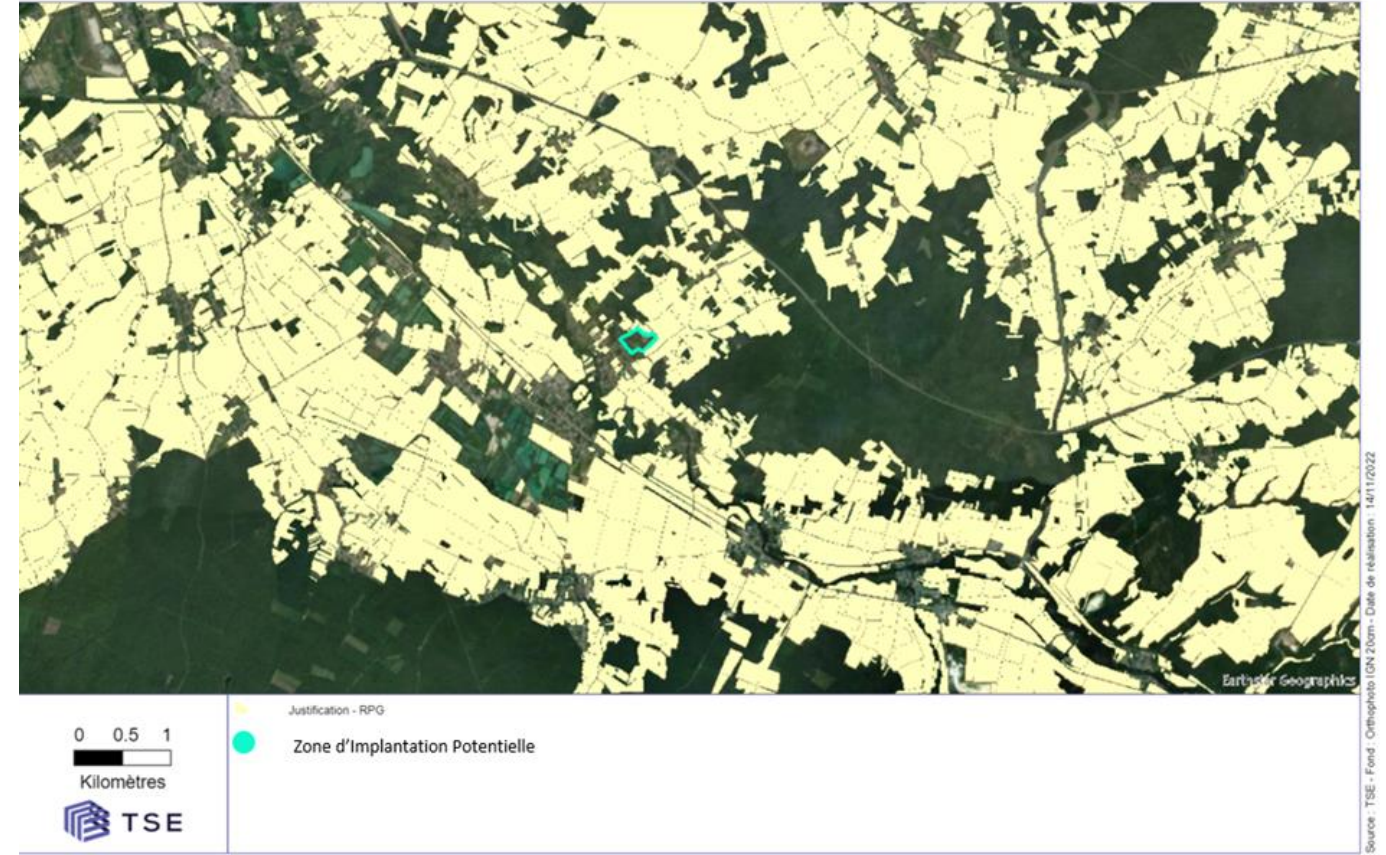 Earthstar Geographics
Justification - RPG
Zone d'Implantation Potentielle
0 0.5 1
Kilomètres
TSE
Source : TSE - Fond : Orthophoto IGN 20cm - Date de réalisation : 14/11/2022